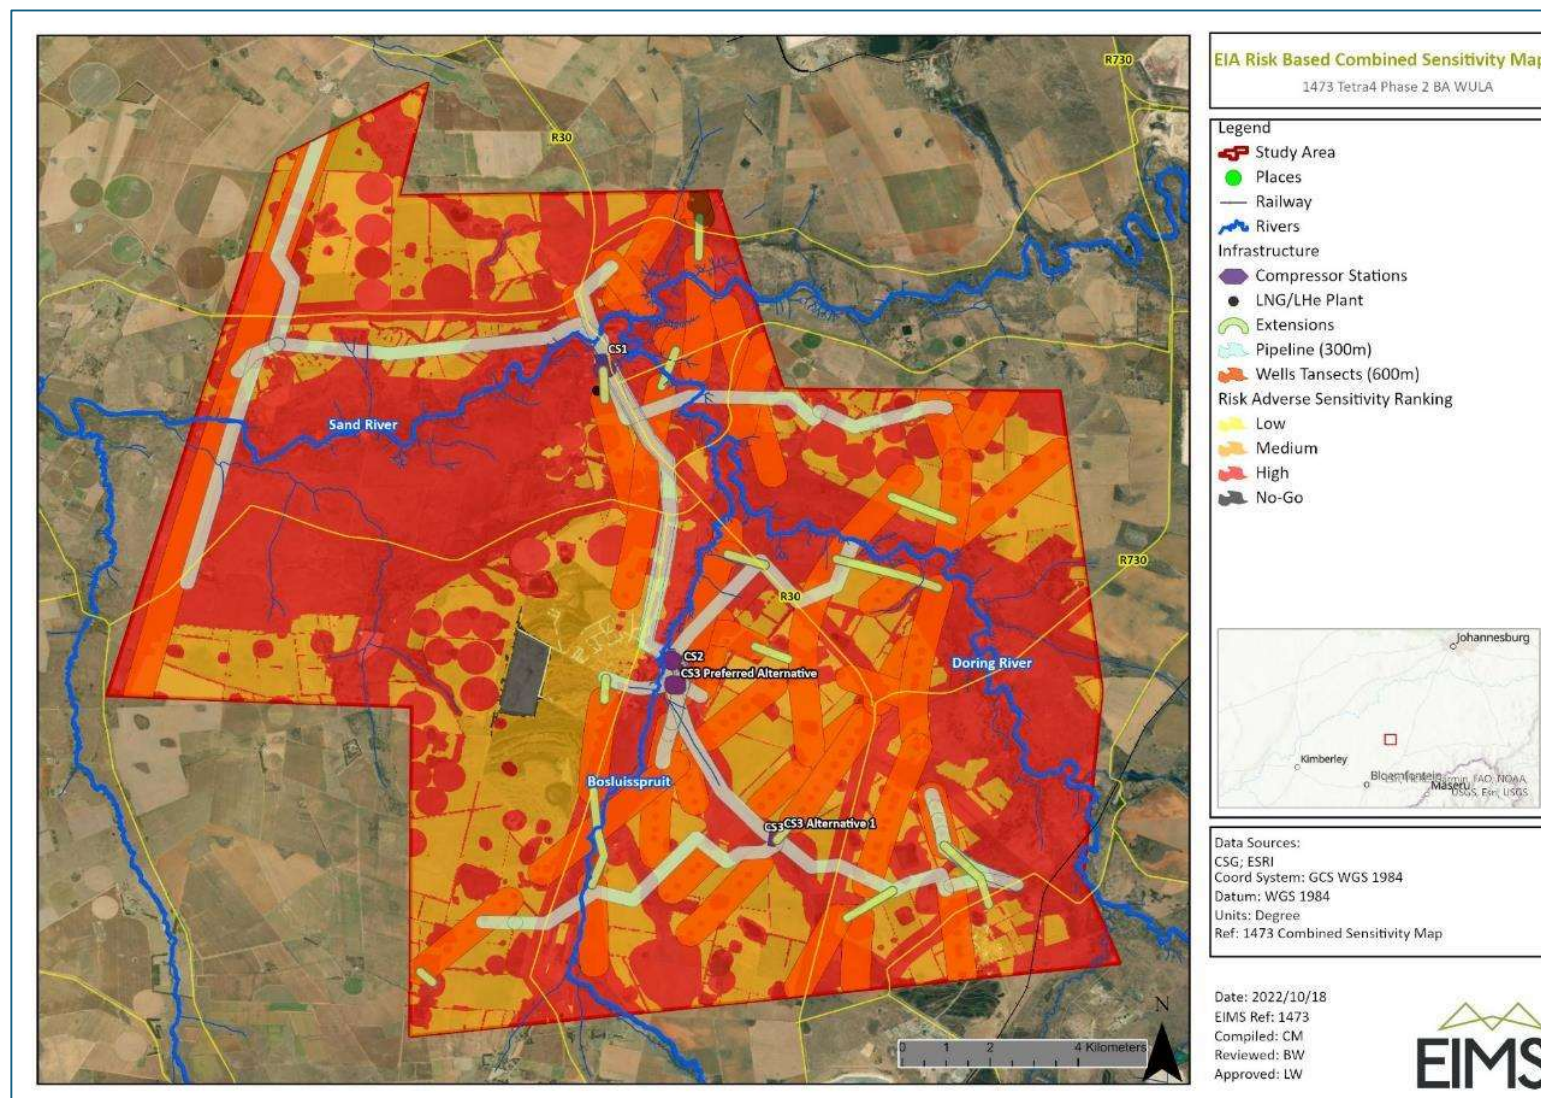 R730
R30
CS1
Sand River
R730
R30
CS2
CS3 Preferred Alternative
Doring River
Bosluisspruit
CS3
CS3 Alternative 1
N
0 1 2 4 Kilometers
EIA Risk Based Combined Sensitivity Map
1473 Tetra4 Phase 2 BA WULA
Legend
Study Area
Places
Railway
Rivers
Infrastructure
Compressor Stations
LNG/LHe Plant
Extensions
Pipeline (300m)
Wells Tansects (600m)
Risk Adverse Sensitivity Ranking
Low
Medium
High
No-Go
Johannesburg
Kimberley
Bloemfontein
Maseru
FAO, NOAA,
USGS, Esri, USGS
Data Sources:
CSG; ESRI
Coord System: GCS WGS 1984
Datum: WGS 1984
Units: Degree
Ref: 1473 Combined Sensitivity Map
Date: 2022/10/18
EIMS Ref: 1473
Compiled: CM
Reviewed: BW
Approved: LW
EIMS